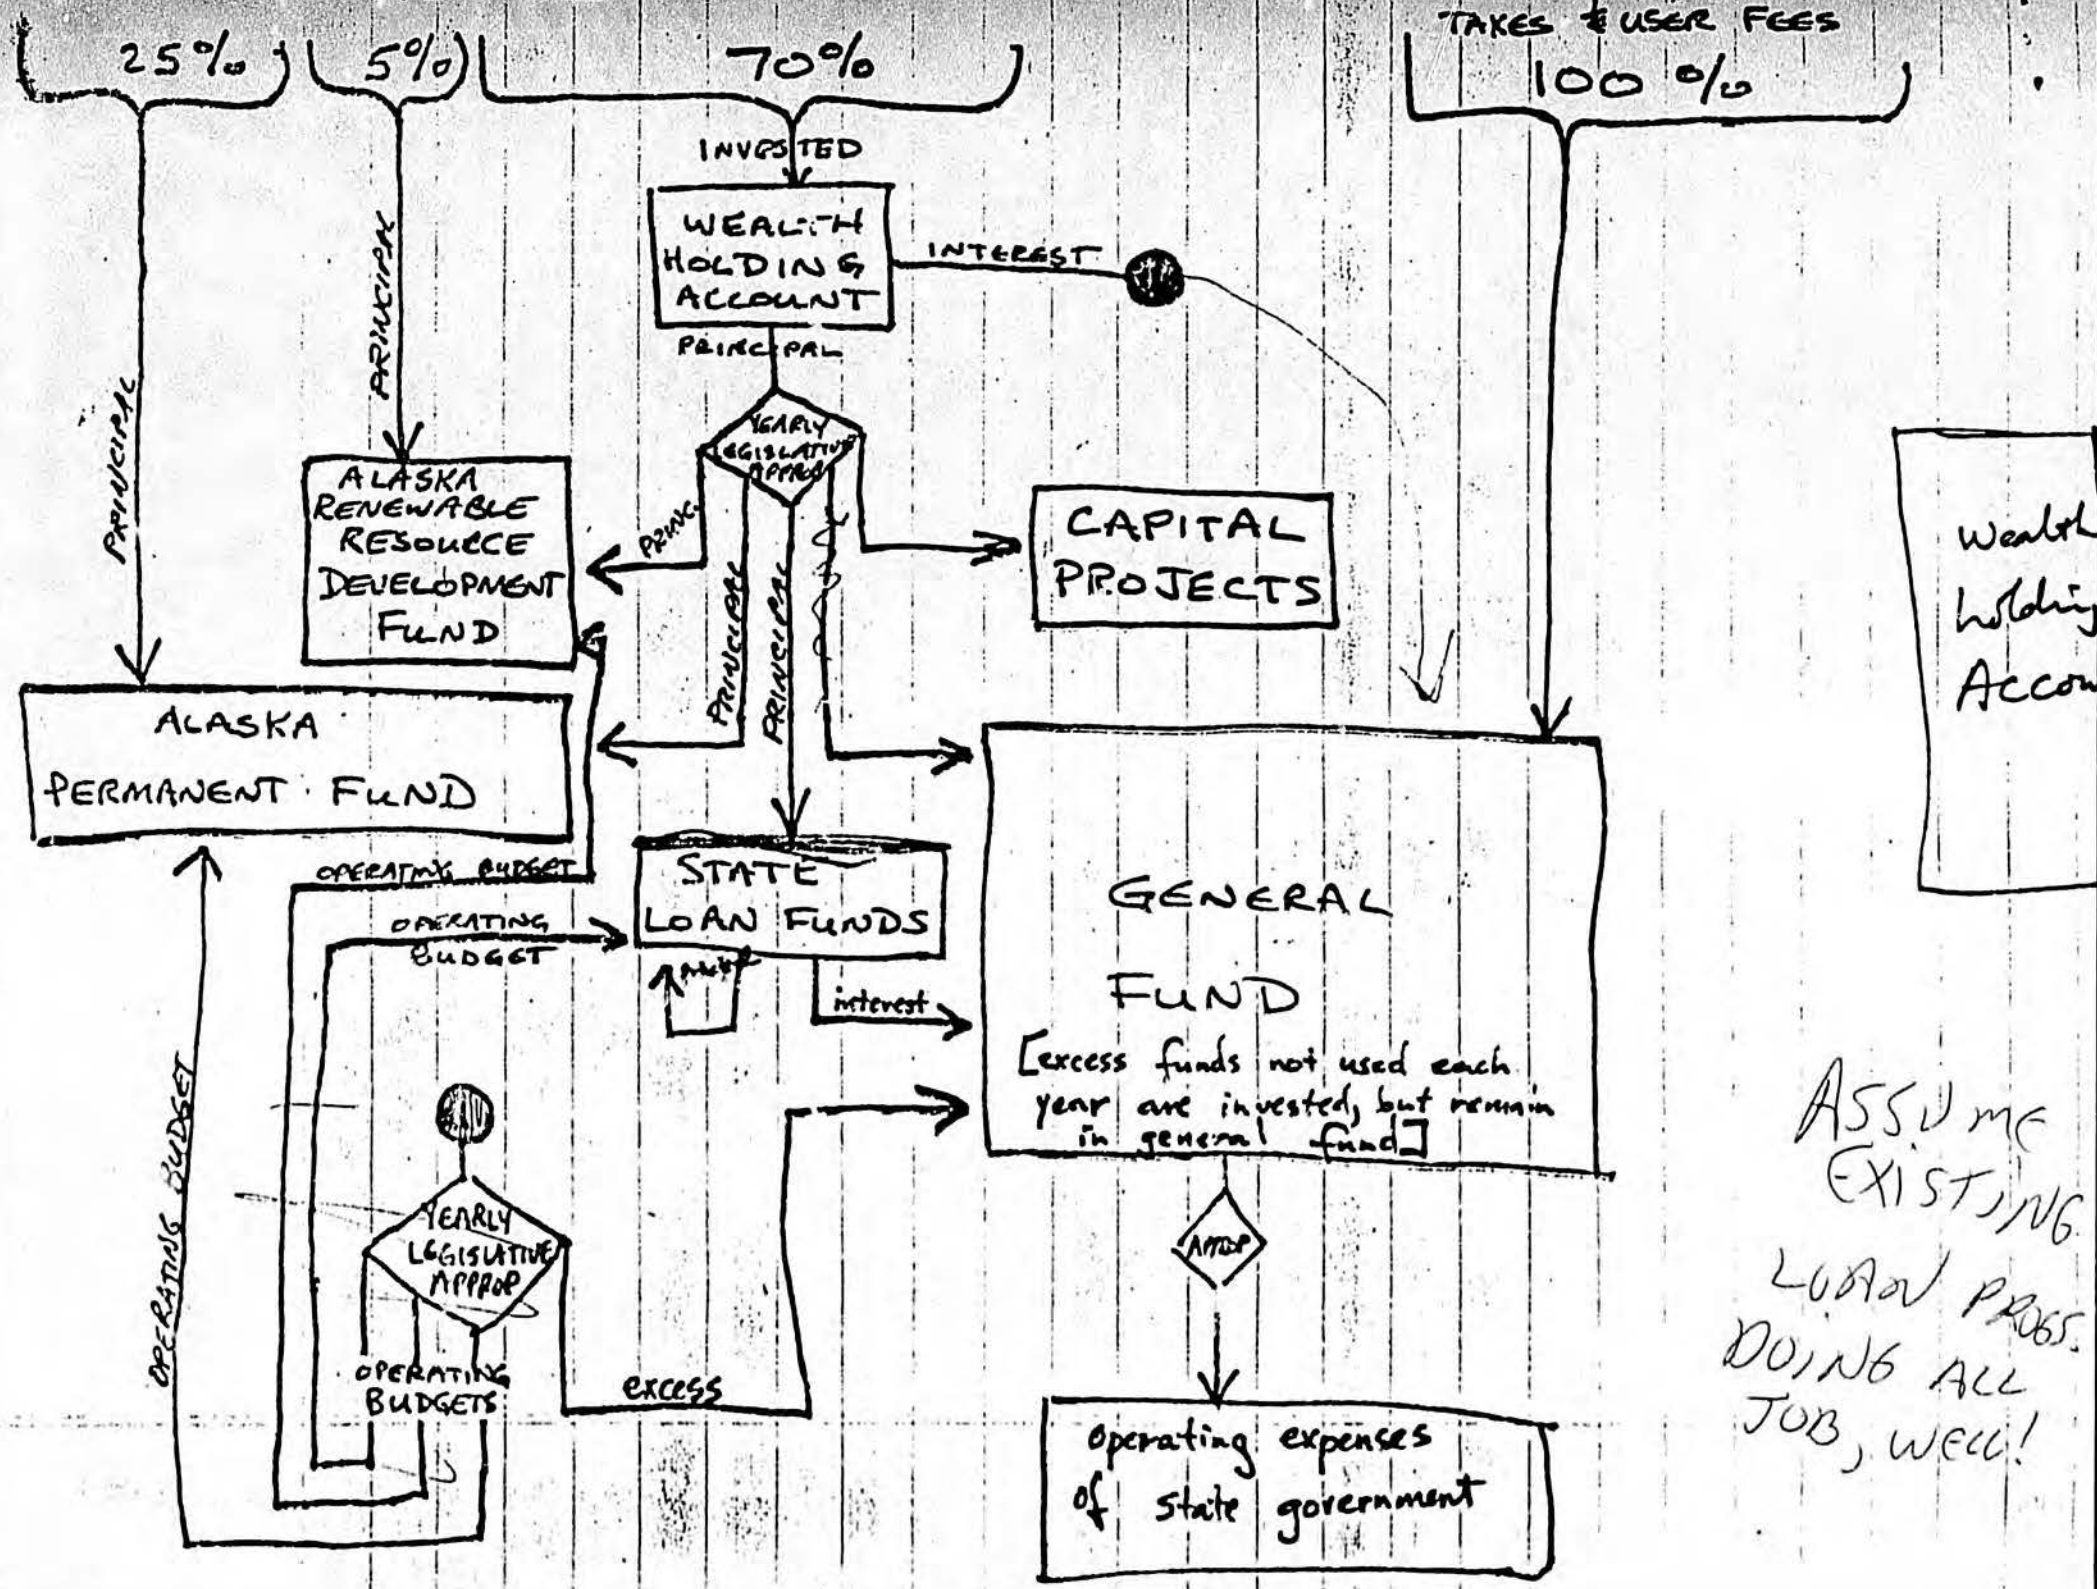 TAXES & USER FEES
25%
5%
70%
100%
INVESTED
WEALTH
HOLDING
ACCOUNT
INTEREST
PRINCIPAL
PRINCIPAL
PRINCIPAL
YEARLY
LEGISLATIVE
APPROP
ALASKA
RENEWABLE
RESOURCE
DEVELOPMENT
FUND
PRINC.
PRINCIPAL
PRINCIPAL
CAPITAL
PROJECTS
Wealth
holding
Accou
ALASKA
PERMANENT FUND
OPERATING BUDGET
OPERATING
BUDGET
STATE
LOAN FUNDS
interest
GENERAL
FUND
[excess funds not used each
year are invested, but remain
in general fund]
OPERATING BUDGET
YEARLY
LEGISLATIVE
APPROP
OPERATING
BUDGETS
excess
APPROP
operating expenses
of state government
ASSUME
EXISTING
LOAN PROGS.
DOING ALL
JOB, WELL!